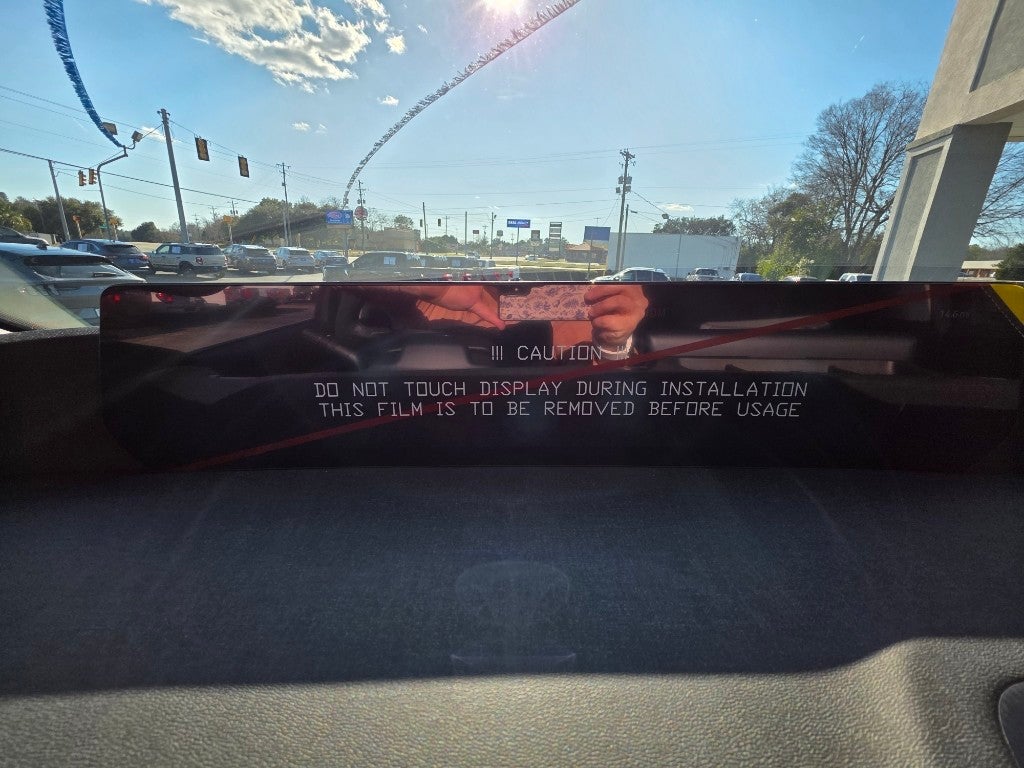 !!! CAUTION
DO NOT TOUCH DISPLAY DURING INSTALLATION
THIS FILM IS TO BE REMOVED BEFORE USAGE